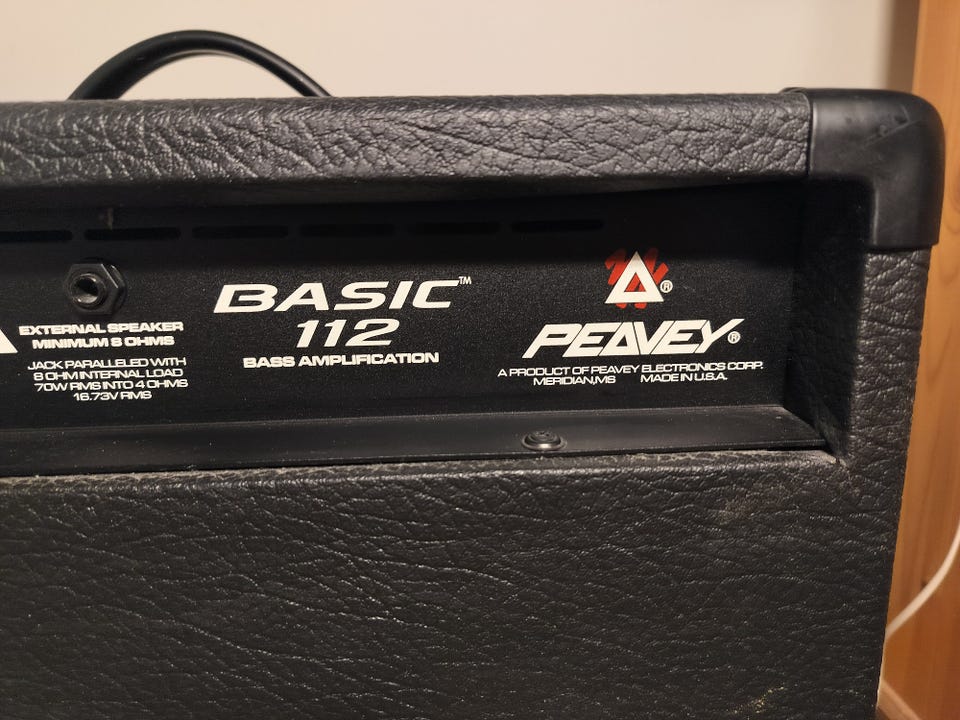 EXTERNAL SPEAKER
MINIMUM 8 OHMS
JACK PARALLELED WITH
8 OHM INTERNAL LOAD
70W RMS INTO 4 OHMS
16.73V RMS
BASIC™
112
BASS AMPLIFICATION
®
PEAVEY®
A PRODUCT OF PEAVEY ELECTRONICS CORP.
MERIDIAN,MS MADE IN U.S.A.